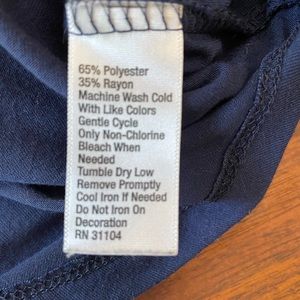 65% Polyester
35% Rayon
Machine Wash Cold
With Like Colors
Gentle Cycle
Only Non-Chlorine
Bleach When
Needed
Tumble Dry Low
Remove Promptly
Cool Iron If Needed
Do Not Iron On
Decoration
RN 31104